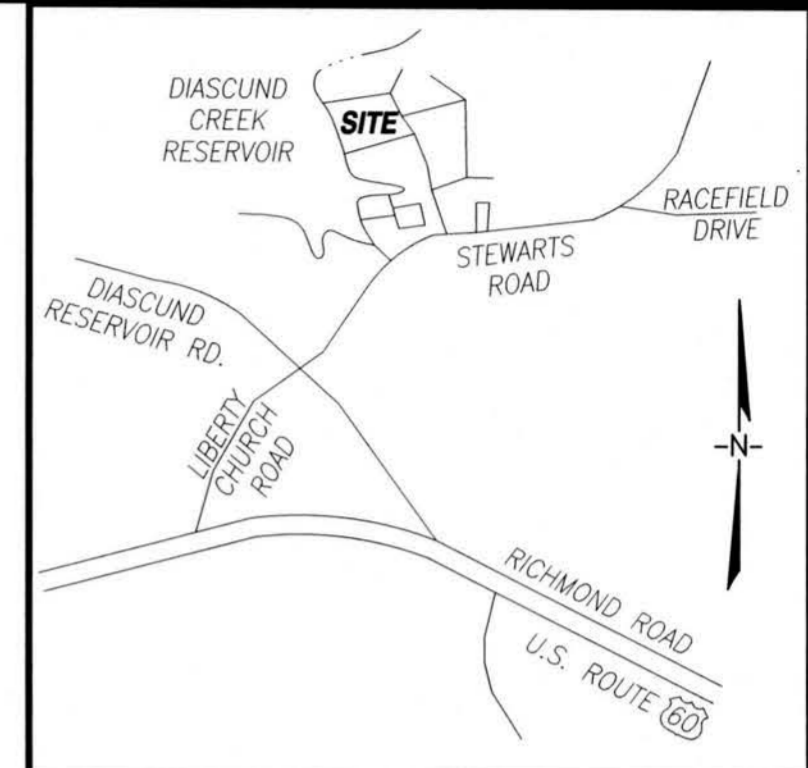 DIASCUND
CREEK
RESERVOIR
SITE
RACEFIELD
DRIVE
STEWARTS
ROAD
DIASCUND
RESERVOIR RD.
LIBERTY
CHURCH
ROAD
-N-
RICHMOND ROAD
U.S. ROUTE 60